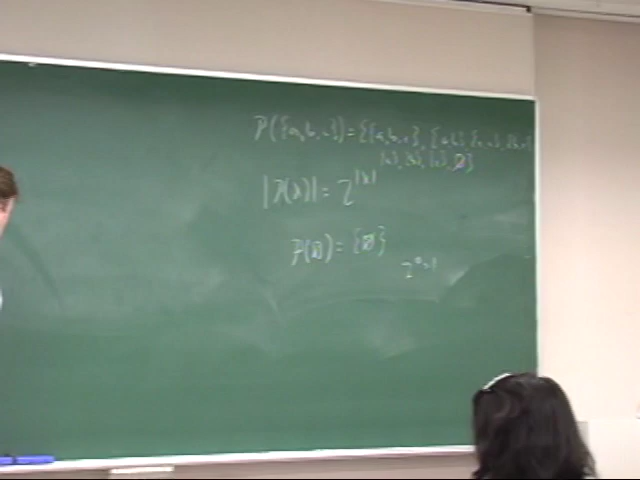 P({a,b,c}) = {{a,b,c}, {a,b}, {a,c}, {b,c}
{a}, {b}, {c}, ∅}
|P(X)| = 2^|X|
P(∅) = {∅}
2^0 = 1